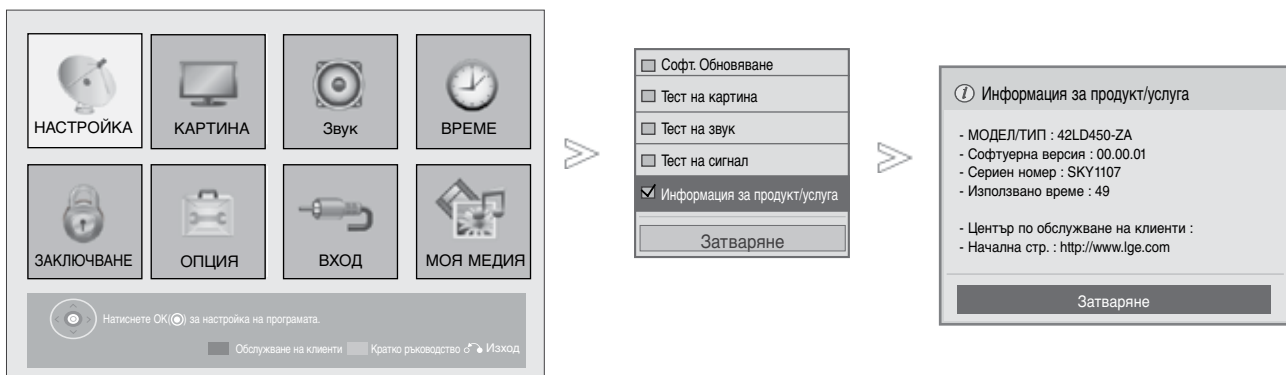 НАСТРОЙКА
КАРТИНА
Звук
ВРЕМЕ
ЗАКЛЮЧВАНЕ
ОПЦИЯ
ВХОД
МОЯ МЕДИЯ
Натиснете OK(◉) за настройка на програмата.
Обслужване на клиенти Кратко ръководство Изход
Софт. Обновяване
Тест на картина
Тест на звук
Тест на сигнал
Информация за продукт/услуга
Затваряне
i Информация за продукт/услуга
- МОДЕЛ/ТИП : 42LD450-ZA
- Софтуерна версия : 00.00.01
- Сериен номер : SKY1107
- Използвано време : 49
- Център по обслужване на клиенти :
- Начална стр. : http://www.lge.com
Затваряне